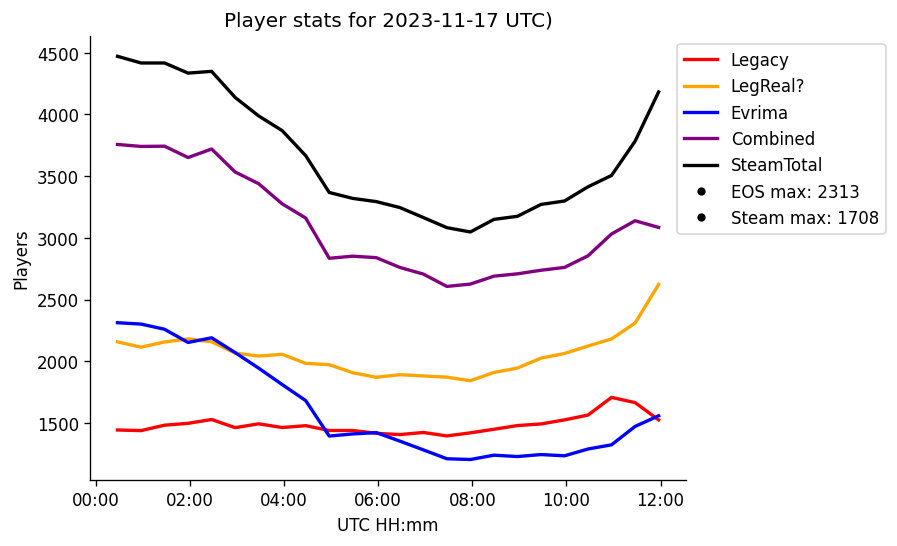 Player stats for 2023-11-17 UTC)
4500
4000
3500
3000
2500
2000
1500
Players
00:00 02:00 04:00 06:00 08:00 10:00 12:00
UTC HH:mm
Legacy
LegReal?
Evrima
Combined
SteamTotal
EOS max: 2313
Steam max: 1708